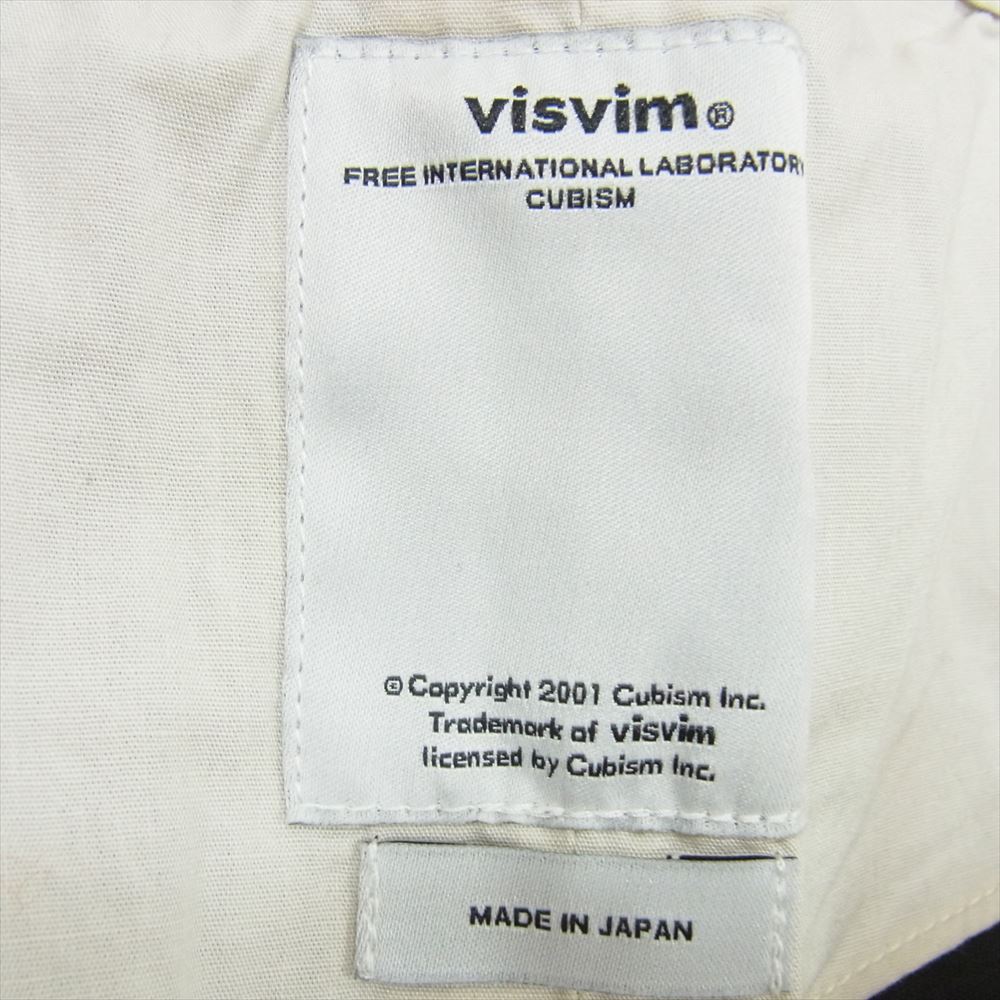 visvim®
FREE INTERNATIONAL LABORATORY
CUBISM
© Copyright 2001 Cubism Inc.
Trademark of visvim
licensed by Cubism Inc.
MADE IN JAPAN